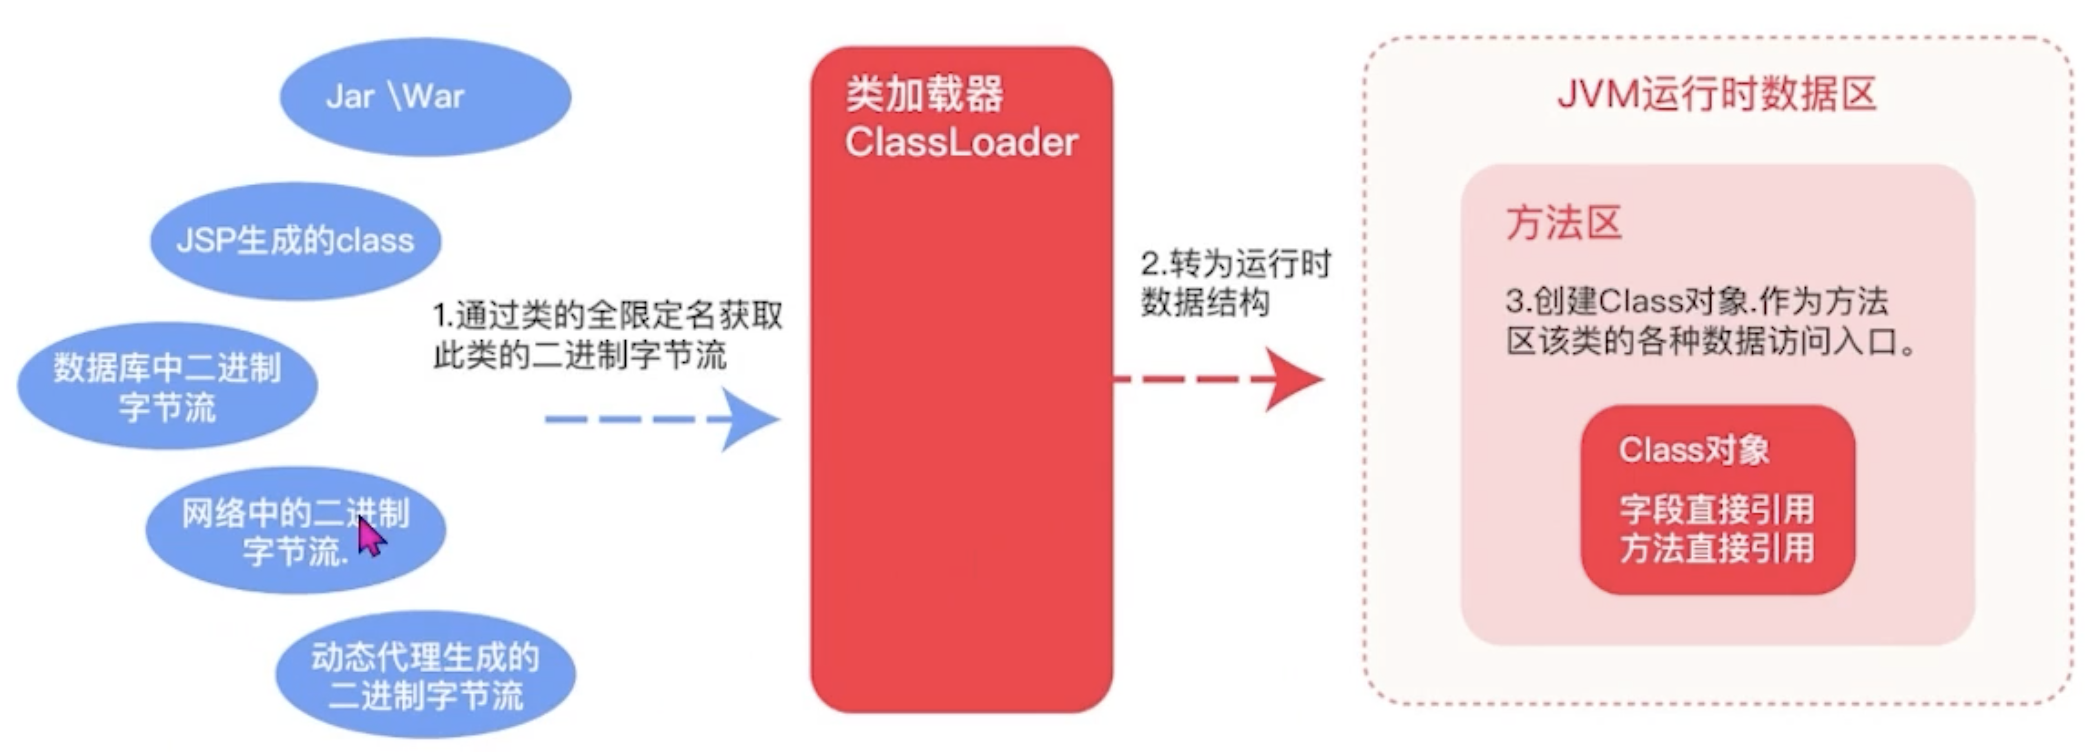 Jar \War
JSP生成的class
数据库中二进制
字节流
网络中的二进制
字节流.
动态代理生成的
二进制字节流
1.通过类的全限定名获取
此类的二进制字节流
类加载器
ClassLoader
2.转为运行时
数据结构
JVM运行时数据区
方法区
3.创建Class对象.作为方法
区该类的各种数据访问入口。
Class对象
字段直接引用
方法直接引用